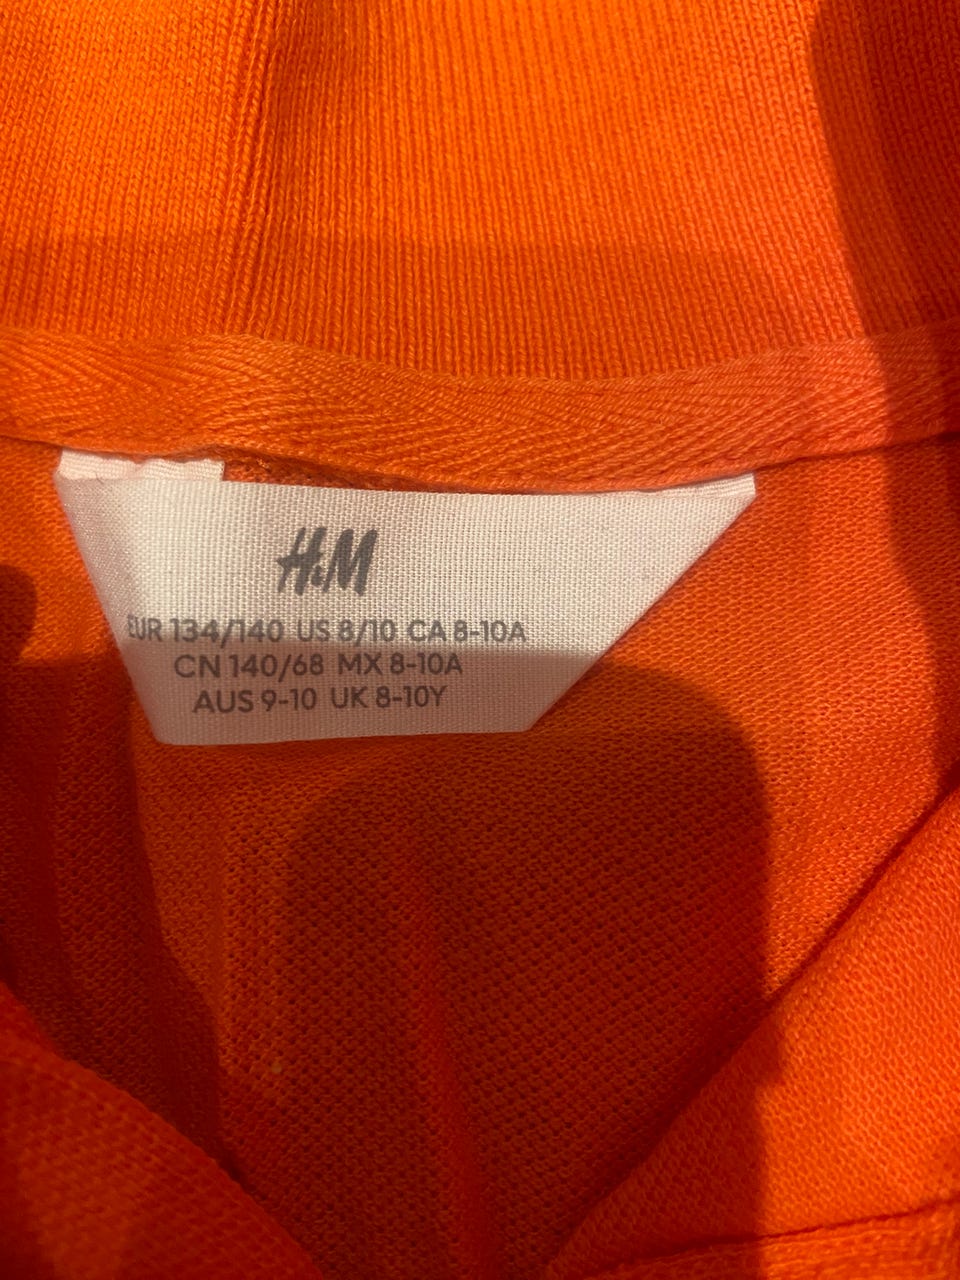 H&M
EUR 134/140 US 8/10 CA 8-10A
CN 140/68 MX 8-10A
AUS 9-10 UK 8-10Y